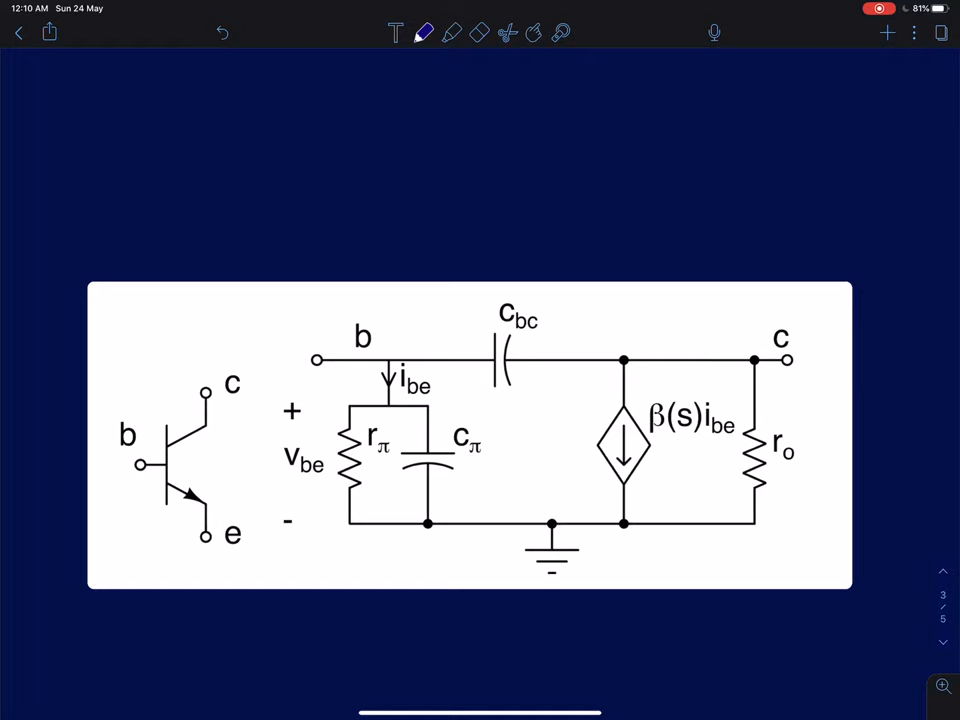 12:10 AM Sun 24 May
81%
T
c
b
e
b
c_bc
c
i_be
+
v_be
-
r_π
c_π
β(s)i_be
r_o
3
/
5